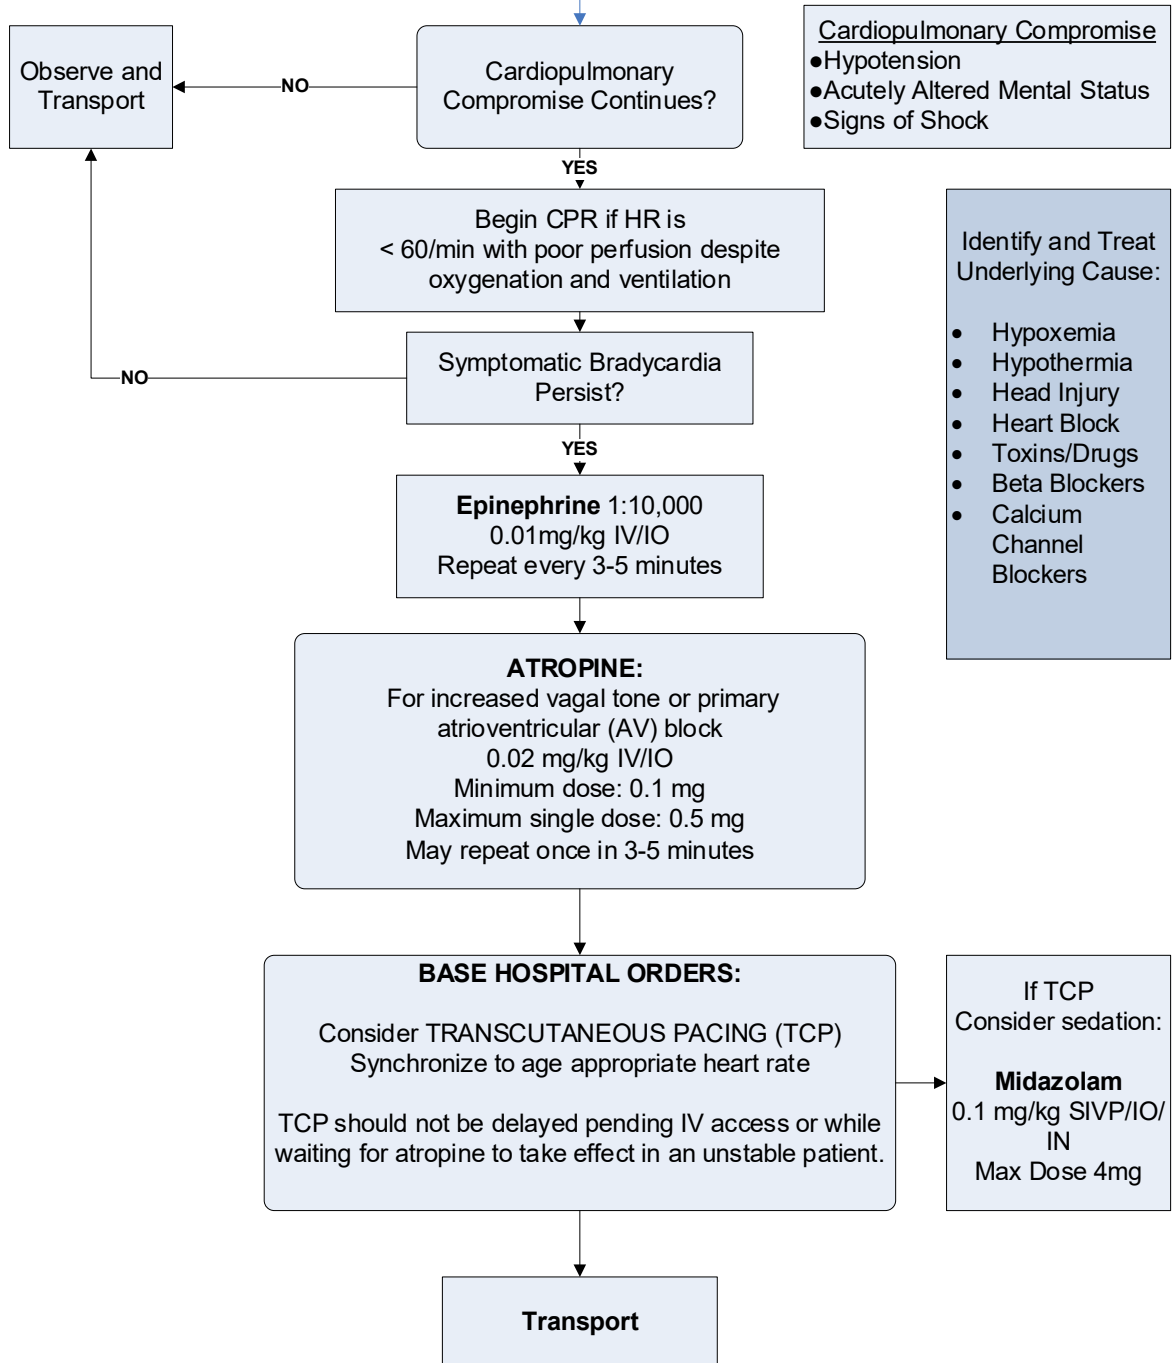 Observe and
Transport
NO
Cardiopulmonary
Compromise Continues?
Cardiopulmonary Compromise
●Hypotension
●Acutely Altered Mental Status
●Signs of Shock
YES
Begin CPR if HR is
< 60/min with poor perfusion despite
oxygenation and ventilation
Identify and Treat
Underlying Cause:
• Hypoxemia
• Hypothermia
• Head Injury
• Heart Block
• Toxins/Drugs
• Beta Blockers
• Calcium
Channel
Blockers
NO
Symptomatic Bradycardia
Persist?
YES
Epinephrine 1:10,000
0.01mg/kg IV/IO
Repeat every 3-5 minutes
ATROPINE:
For increased vagal tone or primary
atrioventricular (AV) block
0.02 mg/kg IV/IO
Minimum dose: 0.1 mg
Maximum single dose: 0.5 mg
May repeat once in 3-5 minutes
BASE HOSPITAL ORDERS:
Consider TRANSCUTANEOUS PACING (TCP)
Synchronize to age appropriate heart rate
TCP should not be delayed pending IV access or while
waiting for atropine to take effect in an unstable patient.
If TCP
Consider sedation:
Midazolam
0.1 mg/kg SIVP/IO/
IN
Max Dose 4mg
Transport